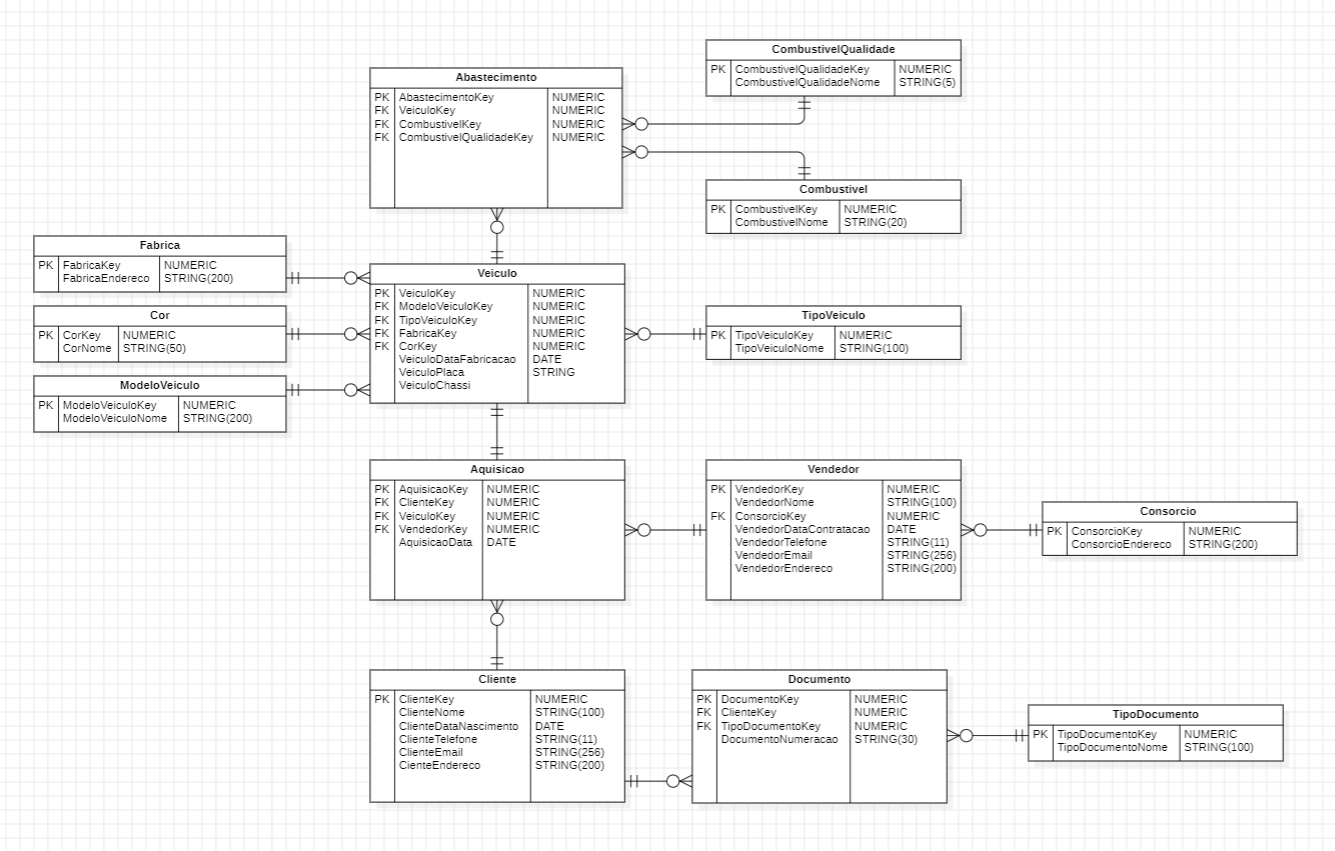 CombustivelQualidade
PK CombustivelQualidadeKey NUMERIC
CombustivelQualidadeNome STRING(5)
Abastecimento
PK AbastecimentoKey NUMERIC
FK VeiculoKey NUMERIC
FK CombustivelKey NUMERIC
FK CombustivelQualidadeKey NUMERIC
Combustivel
PK CombustivelKey NUMERIC
CombustivelNome STRING(20)
Fabrica
PK FabricaKey NUMERIC
FabricaEndereco STRING(200)
Cor
PK CorKey NUMERIC
CorNome STRING(50)
ModeloVeiculo
PK ModeloVeiculoKey NUMERIC
ModeloVeiculoNome STRING(200)
Veiculo
PK VeiculoKey NUMERIC
FK ModeloVeiculoKey NUMERIC
FK TipoVeiculoKey NUMERIC
FK FabricaKey NUMERIC
FK CorKey NUMERIC
VeiculoDataFabricacao DATE
VeiculoPlaca STRING
VeiculoChassi
TipoVeiculo
PK TipoVeiculoKey NUMERIC
TipoVeiculoNome STRING(100)
Aquisicao
PK AquisicaoKey NUMERIC
FK ClienteKey NUMERIC
FK VeiculoKey NUMERIC
FK VendedorKey NUMERIC
AquisicaoData DATE
Vendedor
PK VendedorKey NUMERIC
VendedorNome STRING(100)
FK ConsorcioKey NUMERIC
VendedorDataContratacao DATE
VendedorTelefone STRING(11)
VendedorEmail STRING(256)
VendedorEndereco STRING(200)
Consorcio
PK ConsorcioKey NUMERIC
ConsorcioEndereco STRING(200)
Cliente
PK ClienteKey NUMERIC
ClienteNome STRING(100)
ClienteDataNascimento DATE
ClienteTelefone STRING(11)
ClienteEmail STRING(256)
CienteEndereco STRING(200)
Documento
PK DocumentoKey NUMERIC
FK ClienteKey NUMERIC
FK TipoDocumentoKey NUMERIC
DocumentoNumeracao STRING(30)
TipoDocumento
PK TipoDocumentoKey NUMERIC
TipoDocumentoNome STRING(100)